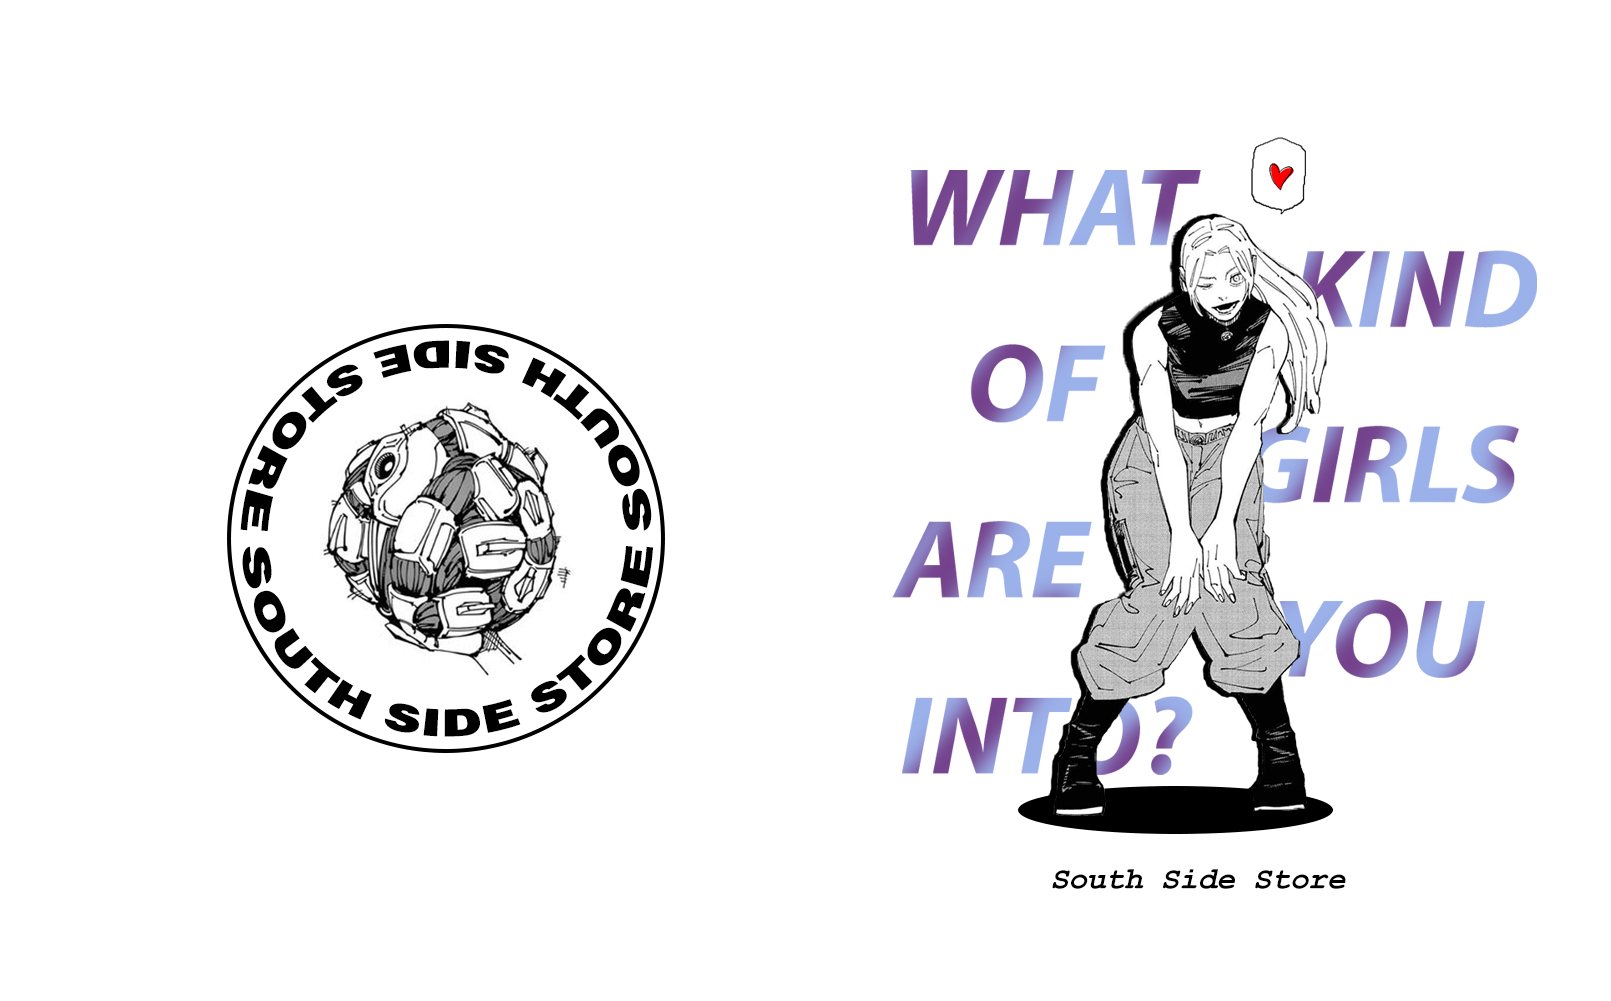 SOUTH SIDE STORE SOUTH SIDE STORE
WHAT
KIND
OF
GIRLS
ARE
YOU
INTO?
South Side Store